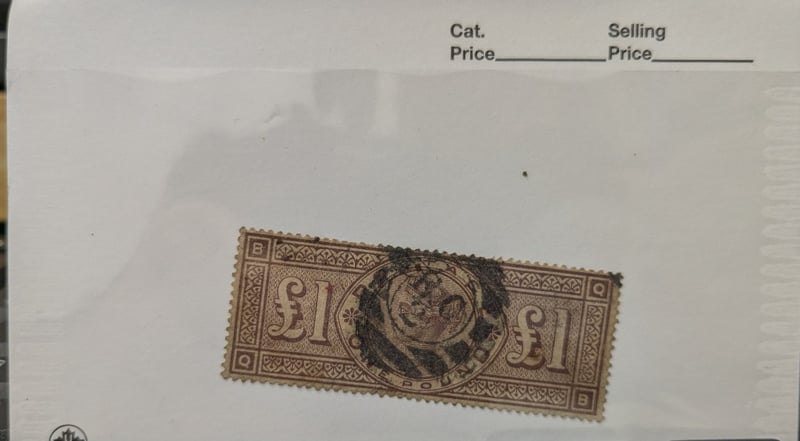 Cat. Selling
Price Price
B Q
£1 £1
ONE POUND
Q B